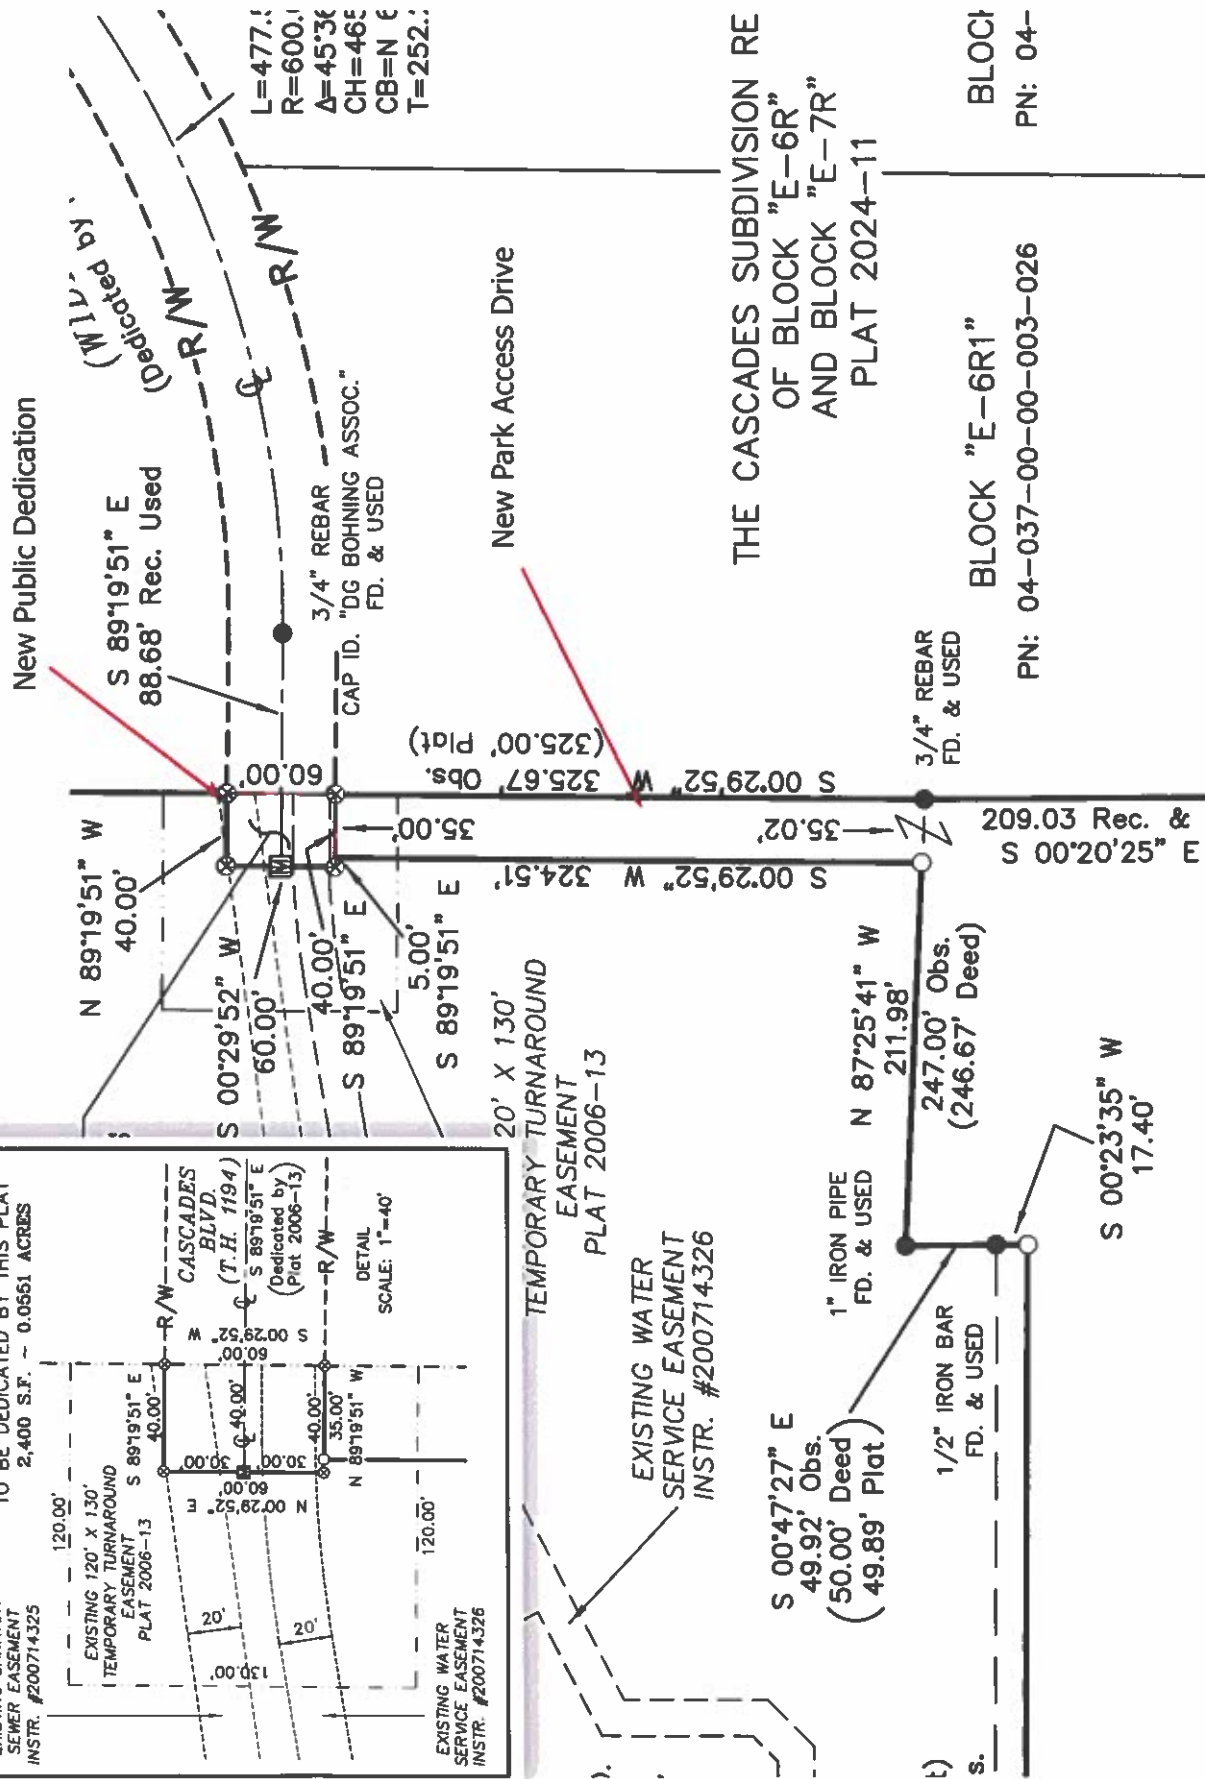 New Public Dedication
S 89°19'51" E
88.68' Rec. Used
(Dedicated by
R/W
R/W
L=477.
R=600.
Δ=45°36
CH=465
CB=N 6
T=252.
3/4" REBAR
CAP ID. "DG BOHNING ASSOC."
FD. & USED
New Park Access Drive
THE CASCADES SUBDIVISION RE
OF BLOCK "E-6R"
AND BLOCK "E-7R"
PLAT 2024-11
BLOCK "E-6R1"
PN: 04-037-00-00-003-026
PN: 04-
N 89°19'51" W
40.00'
60.00'
S 00°29'52" W
60.00'
40.00'
S 89°19'51" E
5.00'
S 89°19'51" E
35.00'
S 00°29'52" W
325.67' Obs.
(325.00' Plat)
S 00°29'52" W 324.51'
35.02'
3/4" REBAR
FD. & USED
209.03 Rec. &
S 00°20'25" E
20' X 130'
TEMPORARY TURNAROUND
EASEMENT
PLAT 2006-13
N 87°25'41" W
211.98'
247.00' Obs.
(246.67' Deed)
1" IRON PIPE
FD. & USED
S 00°23'35" W
17.40'
1/2" IRON BAR
FD. & USED
EXISTING WATER
SERVICE EASEMENT
INSTR. #200714326
S 00°47'27" E
49.92' Obs.
(50.00' Deed)
(49.89' Plat)
TO BE DEDICATED BY THIS PLAT
2,400 S.F. ~ 0.0551 ACRES
SEWER EASEMENT
INSTR. #200714325
120.00'
EXISTING 120' X 130'
TEMPORARY TURNAROUND
EASEMENT
PLAT 2006-13
S 89°19'51" E
40.00'
R/W
CASCADES
BLVD.
(T.H. 1194)
S 89°19'51" E
(Dedicated by
Plat 2006-13)
R/W
S 00°29'52" W
60.00'
40.00'
30.00'
30.00'
60.00'
N 00°29'52" E
40.00'
35.00'
N 89°19'51" W
20'
20'
130.00'
120.00'
DETAIL
SCALE: 1"=40'
EXISTING WATER
SERVICE EASEMENT
INSTR. #200714326